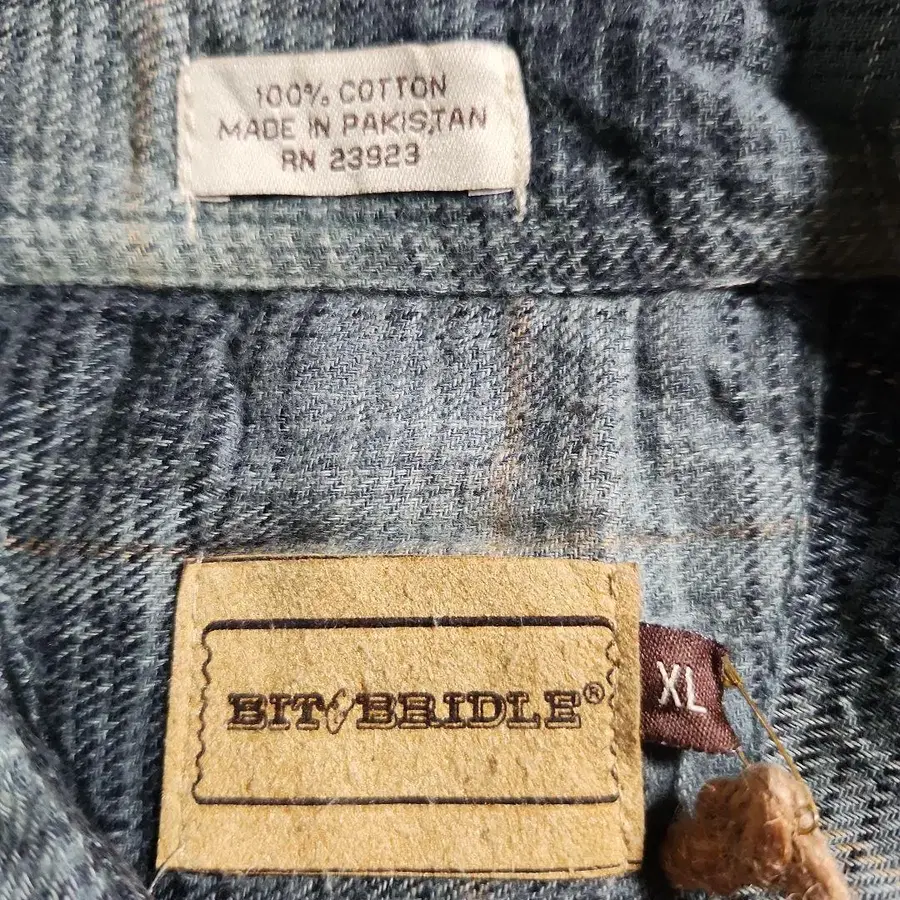 100% COTTON
MADE IN PAKISTAN
RN 23923
BIT & BRIDLE®
XL